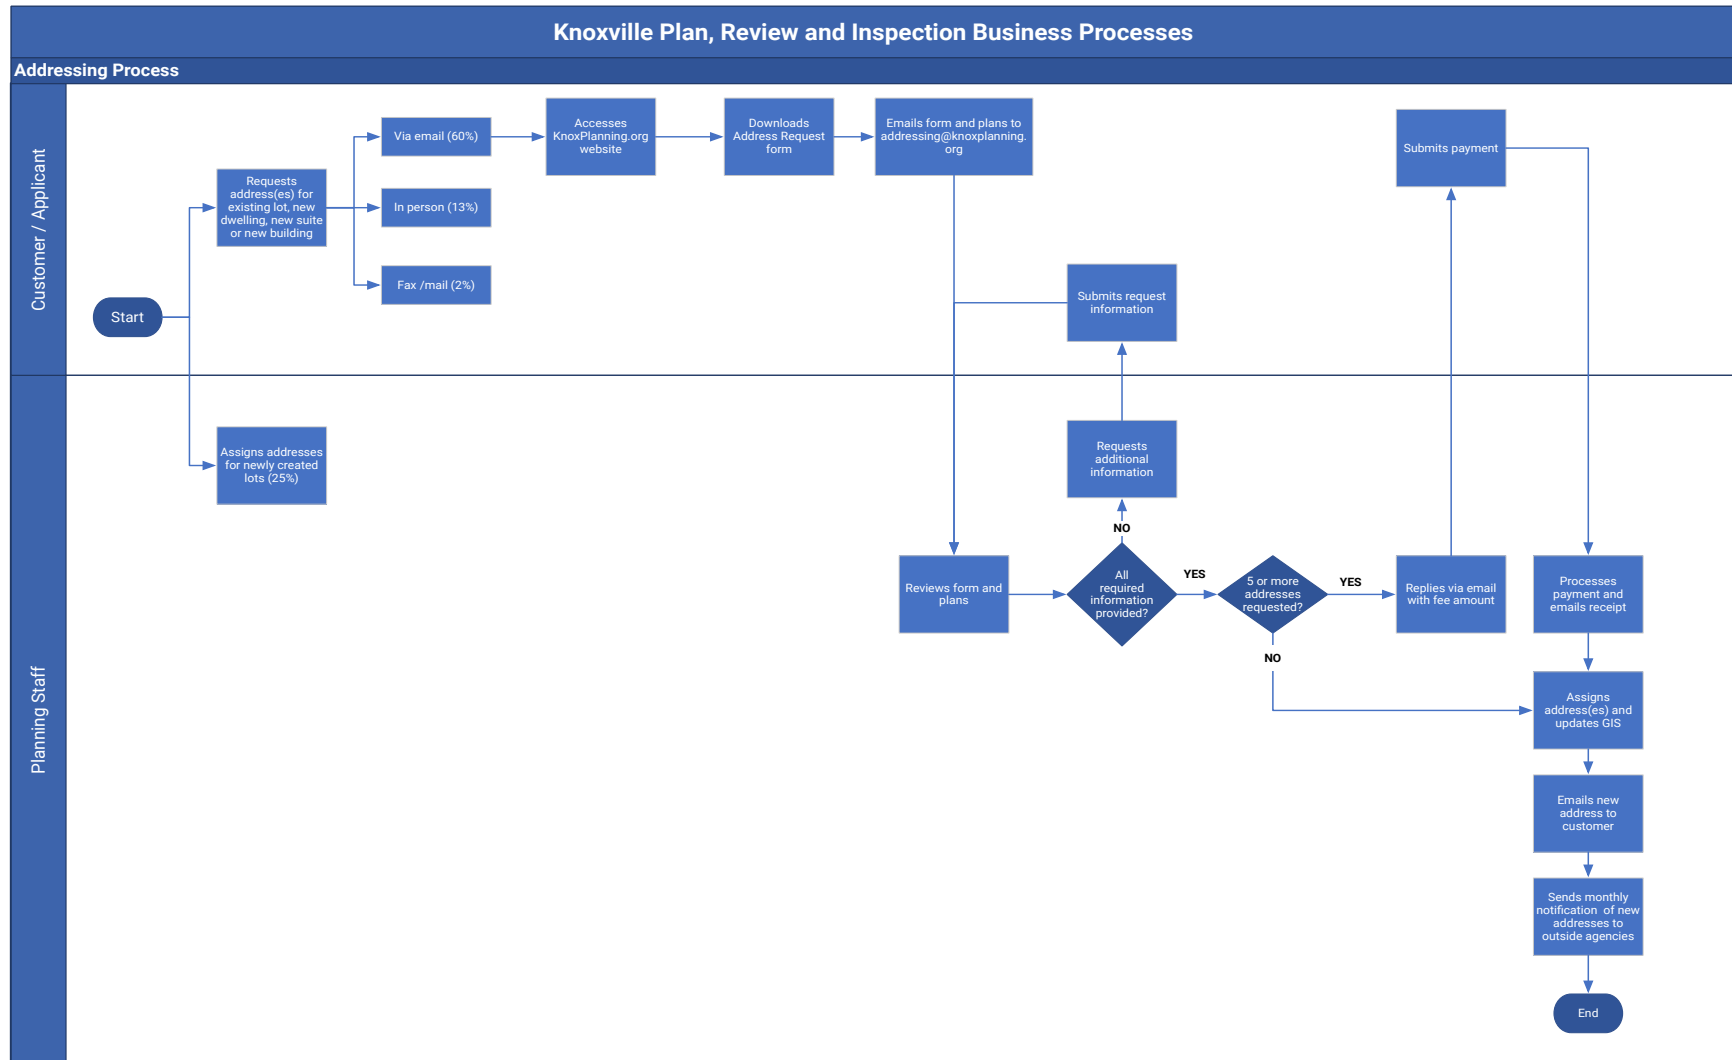 Knoxville Plan, Review and Inspection Business Processes
Addressing Process
Customer / Applicant
Start
Requests
address(es) for
existing lot, new
dwelling, new suite
or new building
Via email (60%)
In person (13%)
Fax /mail (2%)
Accesses
KnoxPlanning.org
website
Downloads
Address Request
form
Emails form and plans to
addressing@knoxplanning.
org
Submits request
information
Submits payment
Planning Staff
Assigns addresses
for newly created
lots (25%)
Reviews form and
plans
Requests
additional
information
NO
All
required
information
provided?
YES
5 or more
addresses
requested?
YES
NO
Replies via email
with fee amount
Processes
payment and
emails receipt
Assigns
address(es) and
updates GIS
Emails new
address to
customer
Sends monthly
notification  of new
addresses to
outside agencies
End